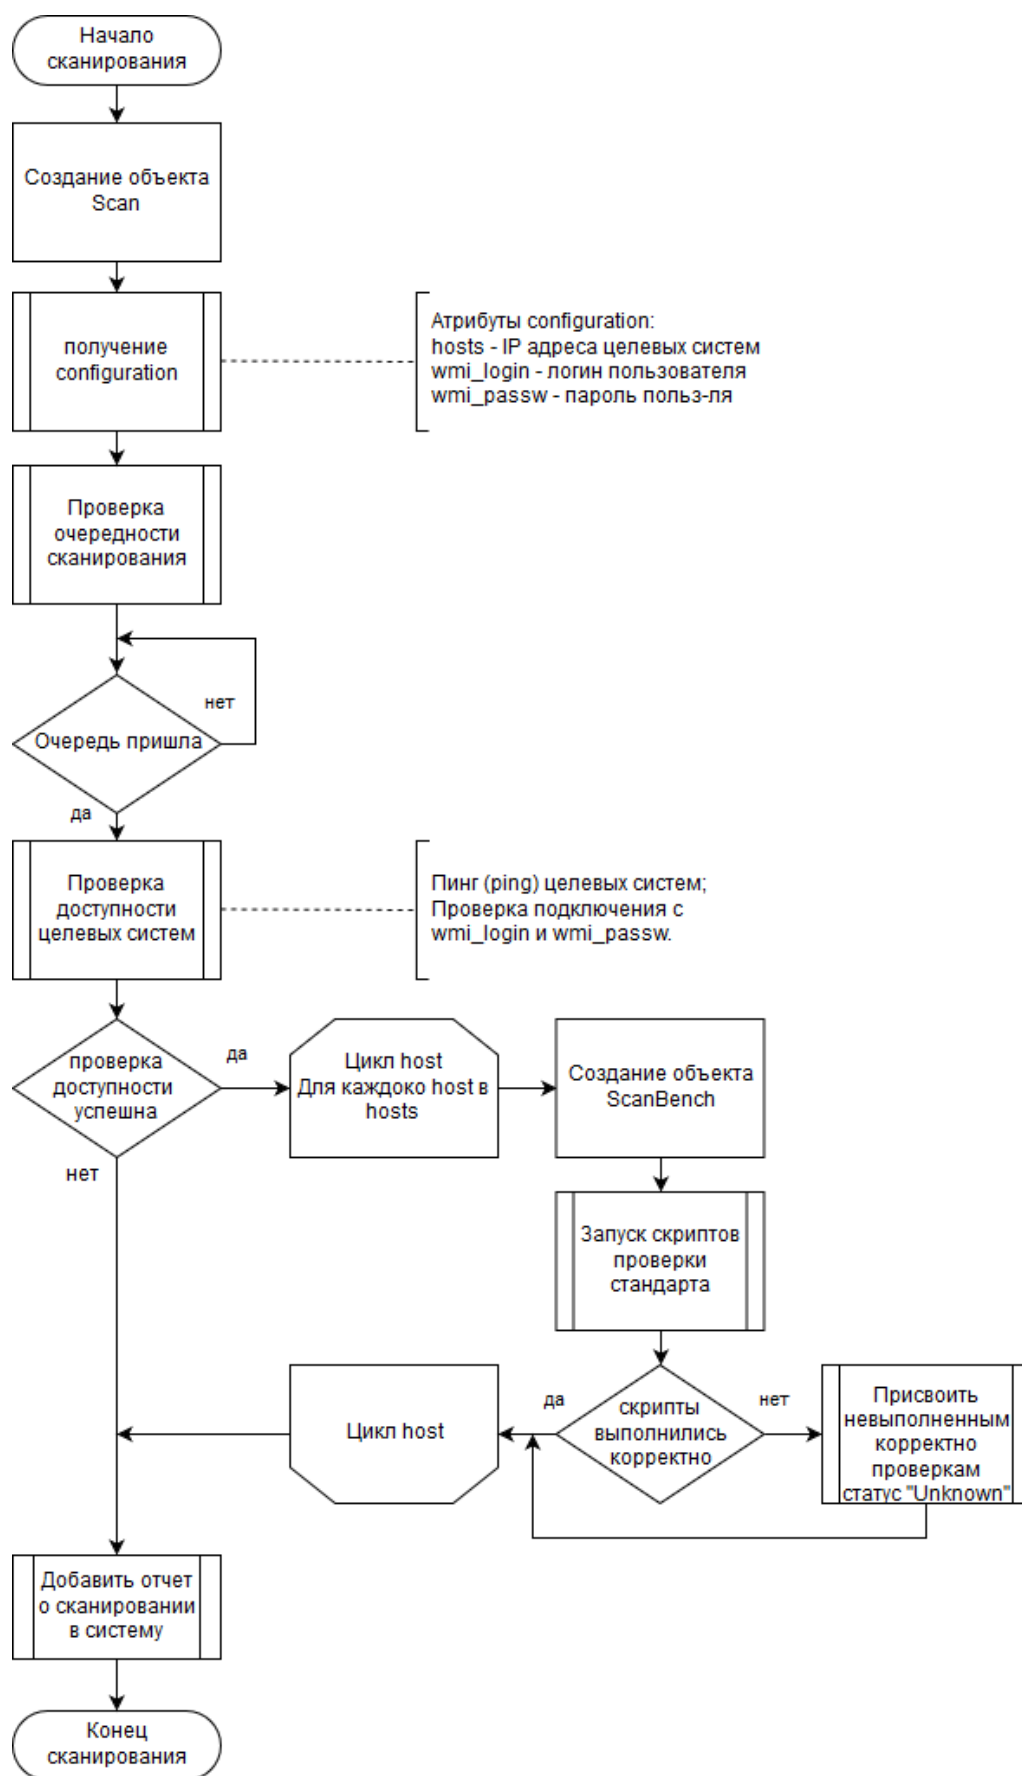 Начало
сканирования
Создание объекта
Scan
получение
configuration
Атрибуты configuration:
hosts - IP адреса целевых систем
wmi_login - логин пользователя
wmi_passw - пароль польз-ля
Проверка
очередности
сканирования
нет
Очередь пришла
да
Проверка
доступности
целевых систем
Пинг (ping) целевых систем;
Проверка подключения с
wmi_login и wmi_passw.
проверка
доступности
успешна
да
нет
Цикл host
Для каждоко host в
hosts
Создание объекта
ScanBench
Запуск скриптов
проверки
стандарта
скрипты
выполнились
корректно
да
нет
Присвоить
невыполненным
корректно
проверкам
статус "Unknown"
Цикл host
Добавить отчет
о сканировании
в систему
Конец
сканирования